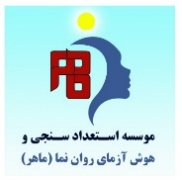 موسسه استعداد سنجی و
هوش آزمای روان نما (ماهر)